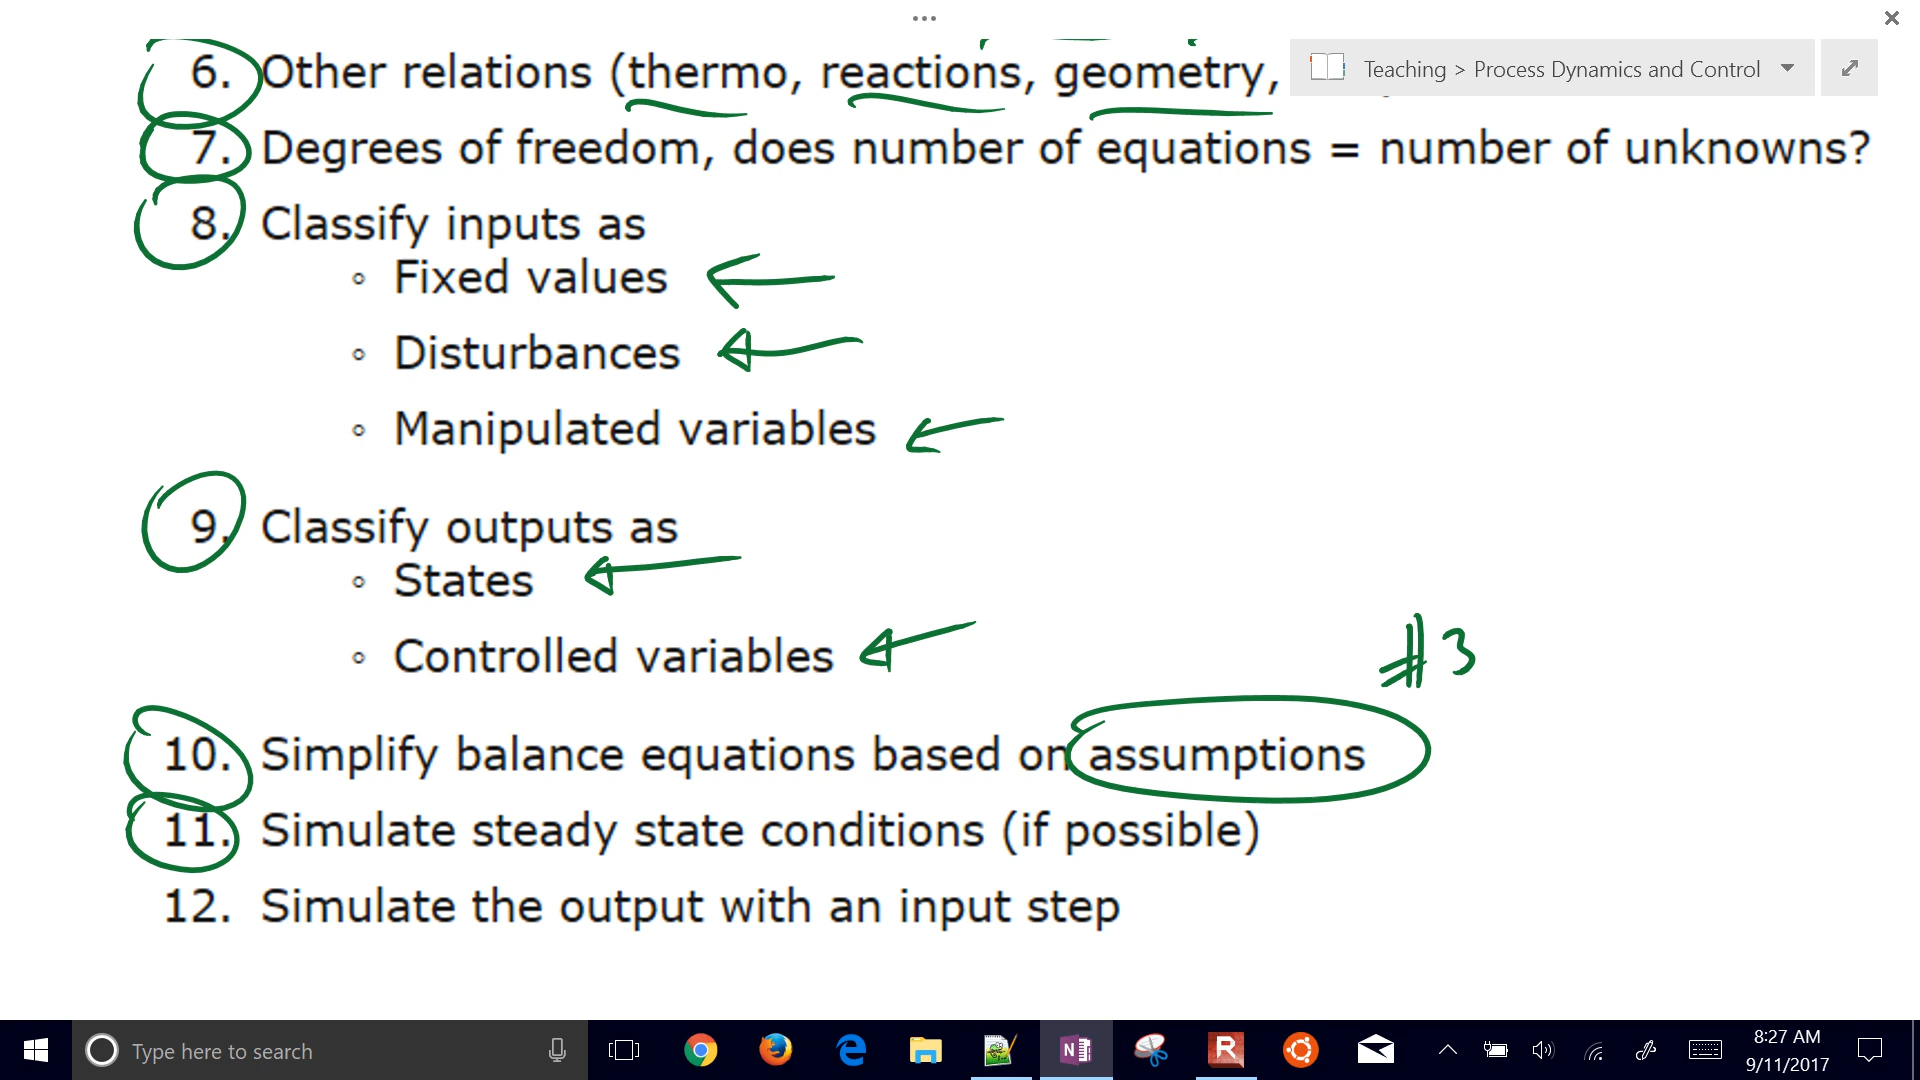 6. Other relations (thermo, reactions, geometry,
Teaching > Process Dynamics and Control
7. Degrees of freedom, does number of equations = number of unknowns?
8. Classify inputs as
◦ Fixed values
◦ Disturbances
◦ Manipulated variables
9. Classify outputs as
◦ States
◦ Controlled variables
#3
10. Simplify balance equations based on assumptions
11. Simulate steady state conditions (if possible)
12. Simulate the output with an input step
Type here to search
N
R
8:27 AM
9/11/2017